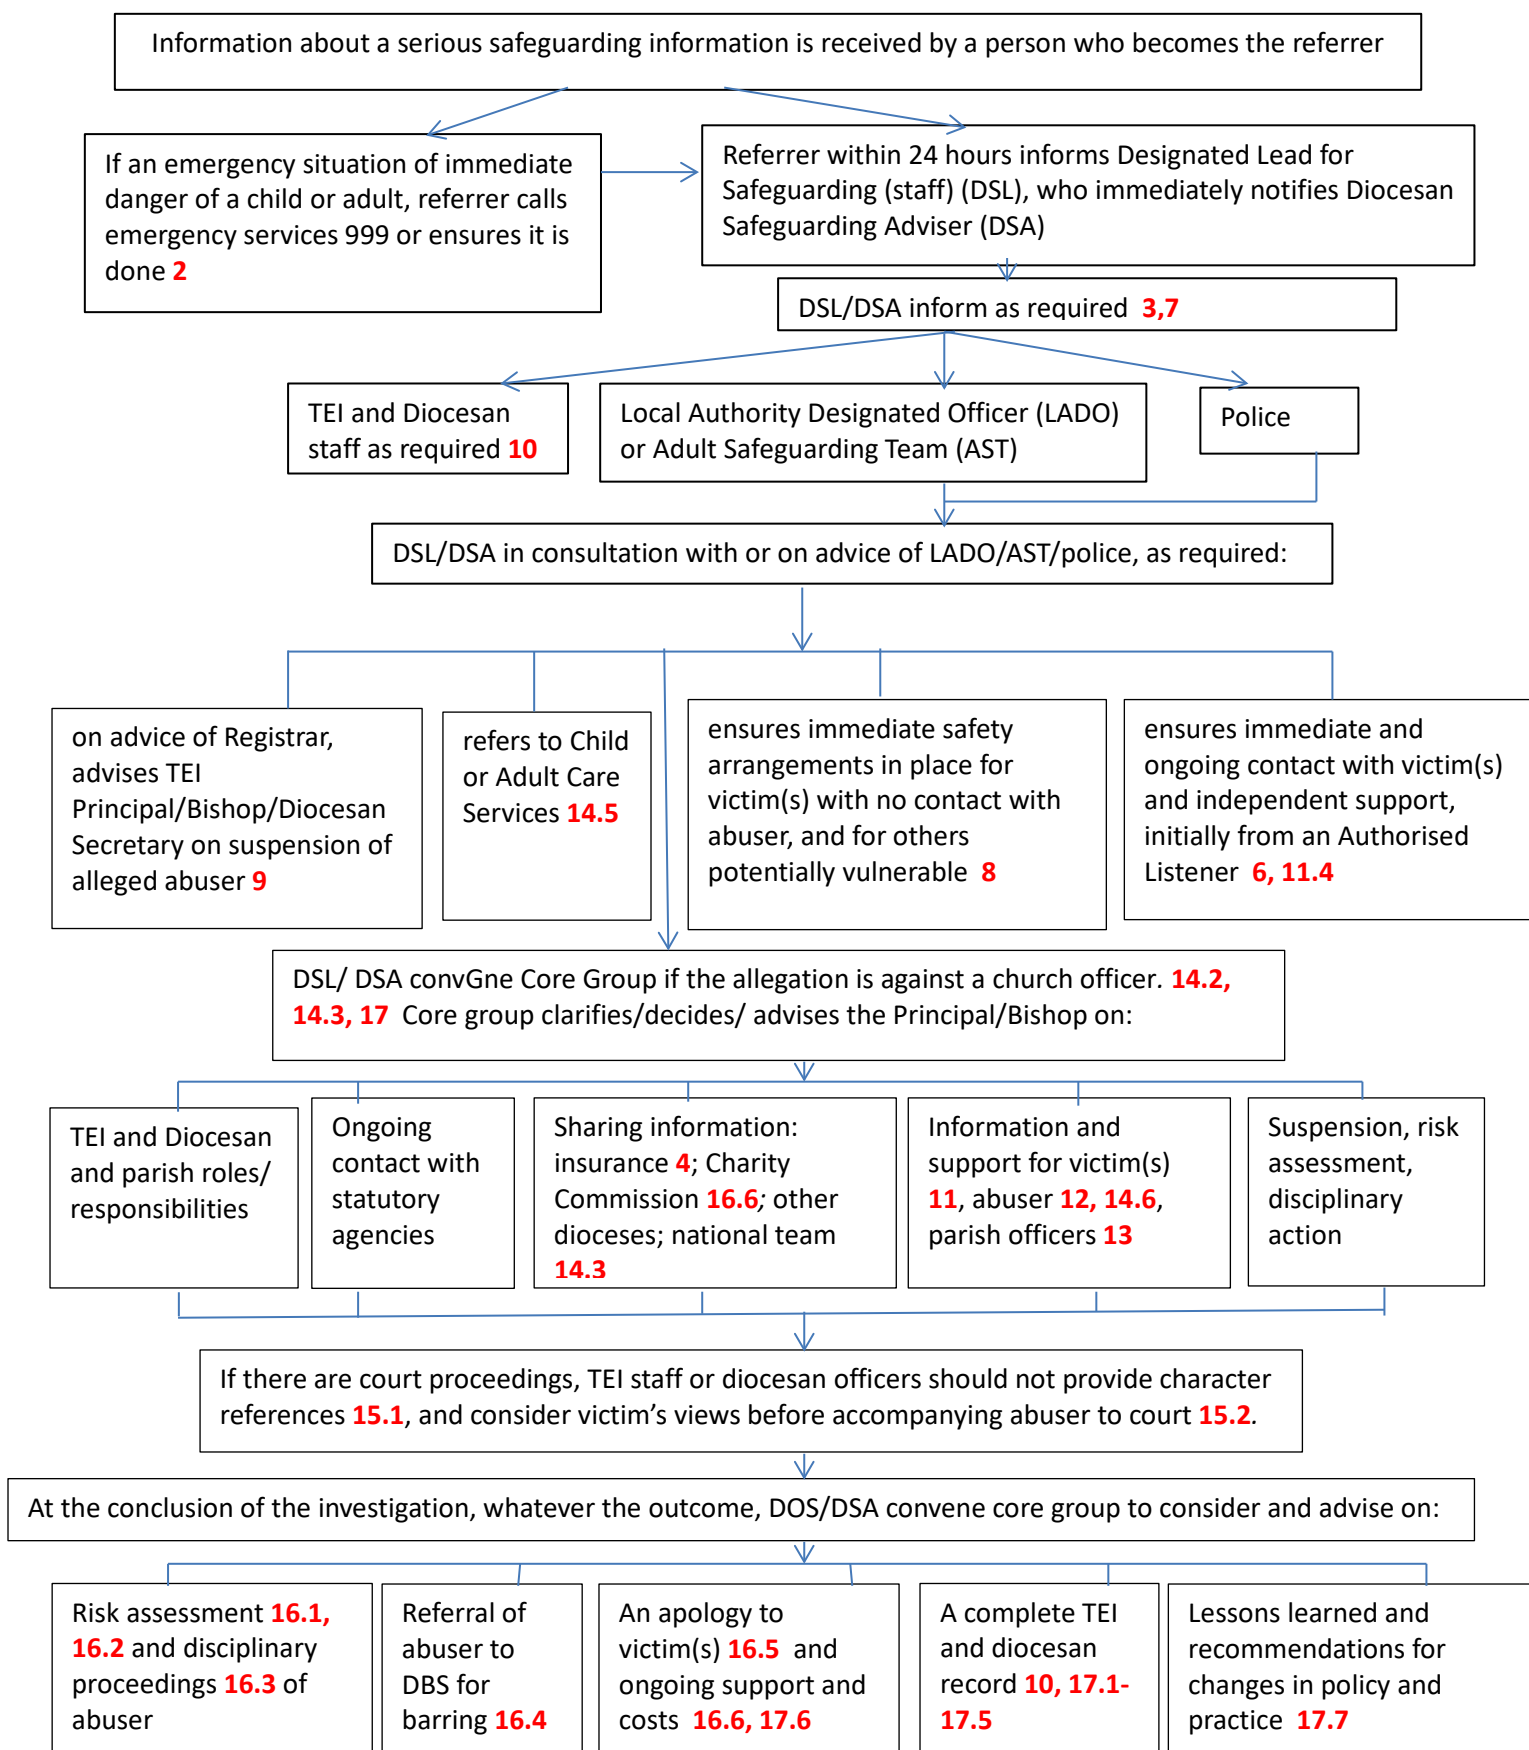 Information about a serious safeguarding information is received by a person who becomes the referrer
If an emergency situation of immediate
danger of a child or adult, referrer calls
emergency services 999 or ensures it is
done 2
Referrer within 24 hours informs Designated Lead for
Safeguarding (staff) (DSL), who immediately notifies Diocesan
Safeguarding Adviser (DSA)
DSL/DSA inform as required 3,7
TEI and Diocesan
staff as required 10
Local Authority Designated Officer (LADO)
or Adult Safeguarding Team (AST)
Police
DSL/DSA in consultation with or on advice of LADO/AST/police, as required:
on advice of Registrar,
advises TEI
Principal/Bishop/Diocesan
Secretary on suspension of
alleged abuser 9
refers to Child
or Adult Care
Services 14.5
ensures immediate safety
arrangements in place for
victim(s) with no contact with
abuser, and for others
potentially vulnerable 8
ensures immediate and
ongoing contact with victim(s)
and independent support,
initially from an Authorised
Listener 6, 11.4
DSL/ DSA convGne Core Group if the allegation is against a church officer. 14.2,
14.3, 17 Core group clarifies/decides/ advises the Principal/Bishop on:
TEI and Diocesan
and parish roles/
responsibilities
Ongoing
contact with
statutory
agencies
Sharing information:
insurance 4; Charity
Commission 16.6; other
dioceses; national team
14.3
Information and
support for victim(s)
11, abuser 12, 14.6,
parish officers 13
Suspension, risk
assessment,
disciplinary
action
If there are court proceedings, TEI staff or diocesan officers should not provide character
references 15.1, and consider victim's views before accompanying abuser to court 15.2.
At the conclusion of the investigation, whatever the outcome, DOS/DSA convene core group to consider and advise on:
Risk assessment 16.1,
16.2 and disciplinary
proceedings 16.3 of
abuser
Referral of
abuser to
DBS for
barring 16.4
An apology to
victim(s) 16.5 and
ongoing support and
costs 16.6, 17.6
A complete TEI
and diocesan
record 10, 17.1-
17.5
Lessons learned and
recommendations for
changes in policy and
practice 17.7